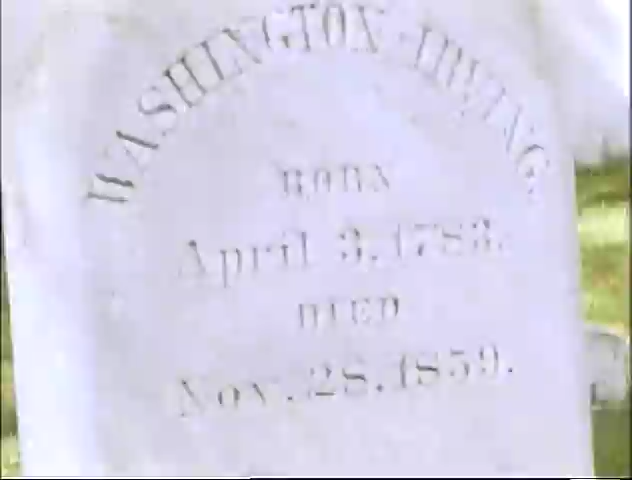 WASHINGTON IRVING.
BORN
April 3, 1783.
DIED
Nov. 28, 1859.